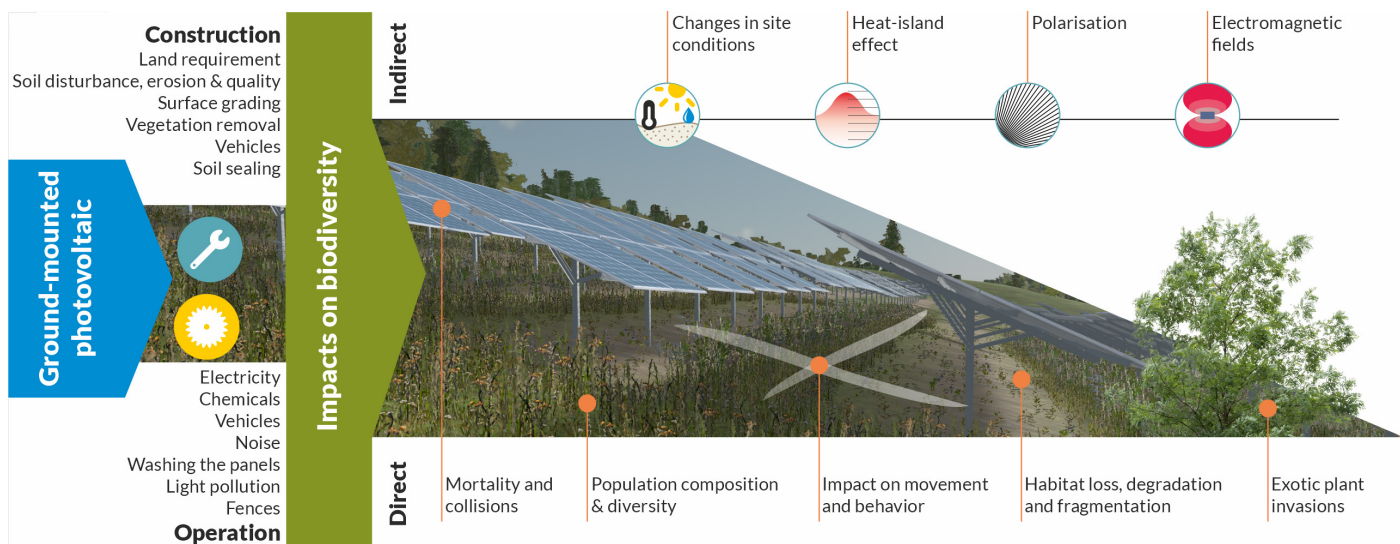 Construction
Land requirement
Soil disturbance, erosion & quality
Surface grading
Vegetation removal
Vehicles
Soil sealing
Ground-mounted
photovoltaic
Electricity
Chemicals
Vehicles
Noise
Washing the panels
Light pollution
Fences
Operation
Impacts on biodiversity
Indirect
Changes in site
conditions
Heat-island
effect
Polarisation
Electromagnetic
fields
Direct
Mortality and
collisions
Population composition
& diversity
Impact on movement
and behavior
Habitat loss, degradation
and fragmentation
Exotic plant
invasions